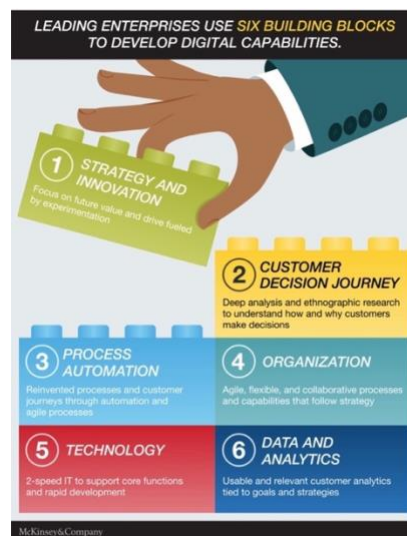 LEADING ENTERPRISES USE SIX BUILDING BLOCKS
TO DEVELOP DIGITAL CAPABILITIES.
1 STRATEGY AND
INNOVATION
Focus on future value and drive fueled
by experimentation
2 CUSTOMER
DECISION JOURNEY
Deep analysis and ethnographic research
to understand how and why customers
make decisions
3 PROCESS
AUTOMATION
Reinvented processes and customer
journeys through automation and
agile processes
4 ORGANIZATION
Agile, flexible, and collaborative processes
and capabilities that follow strategy
5 TECHNOLOGY
2-speed IT to support core functions
and rapid development
6 DATA AND
ANALYTICS
Usable and relevant customer analytics
tied to goals and strategies
McKinsey&Company